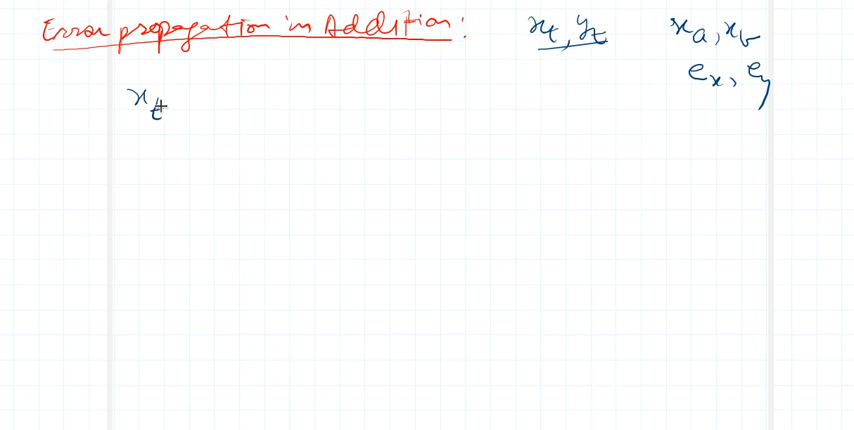 Error propagation in Addition: x_t, y_t x_a, x_b
e_x, e_y
x_t